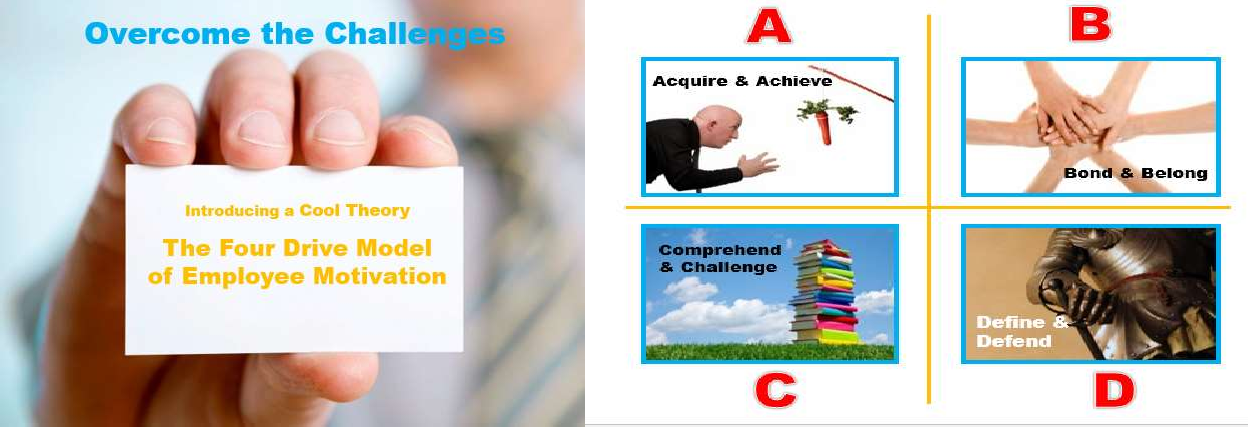 Overcome the Challenges
Introducing a Cool Theory
The Four Drive Model
of Employee Motivation
A
B
Acquire & Achieve
Bond & Belong
Comprehend
& Challenge
Define &
Defend
C
D